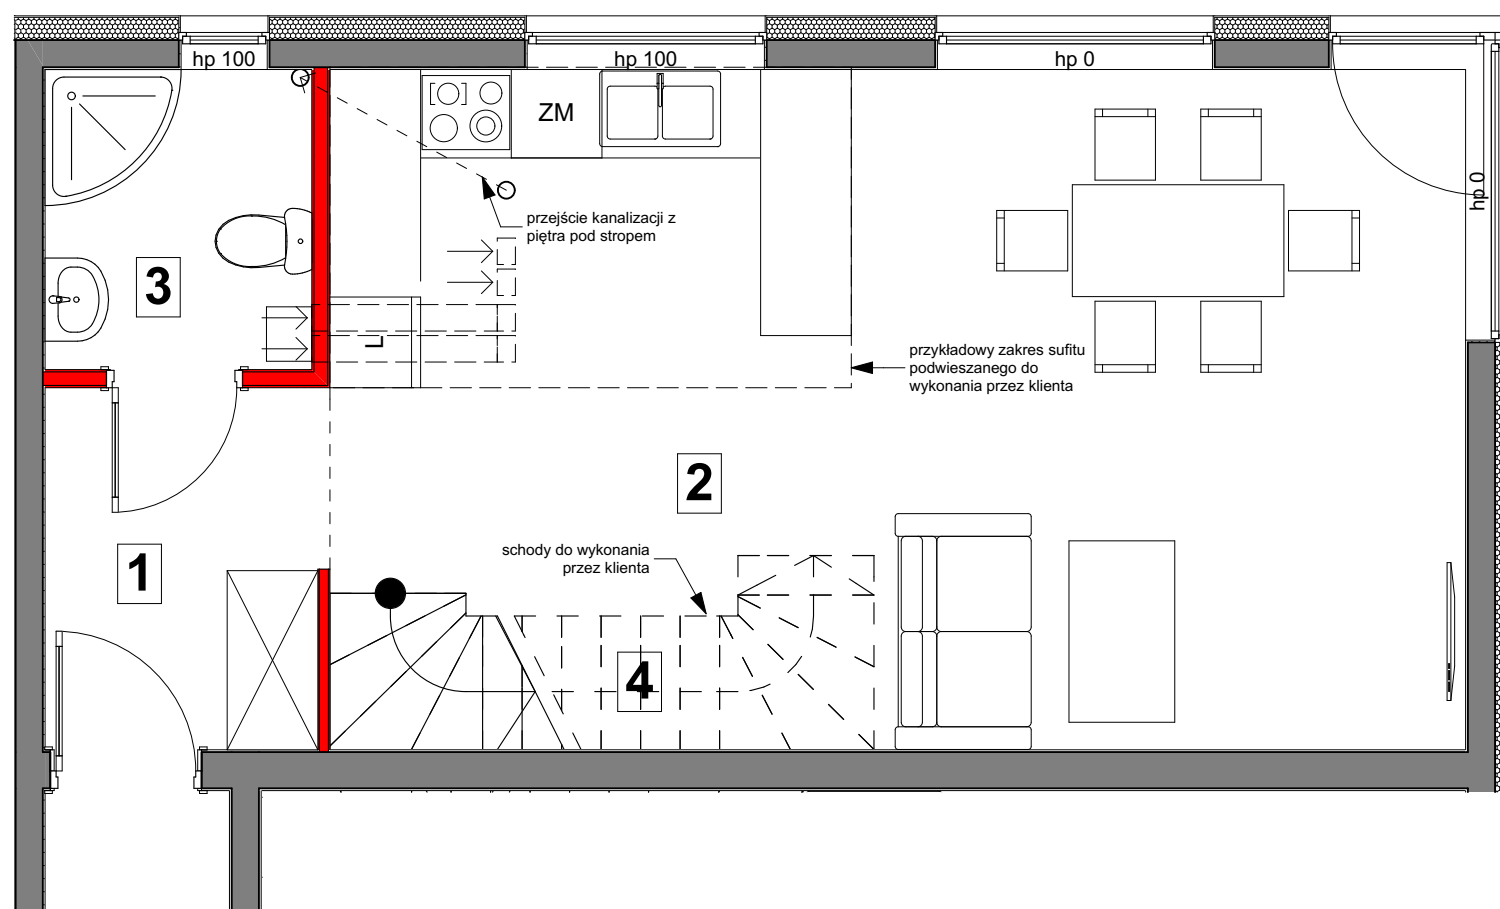 hp 100
hp 100
hp 0
ZM
hp 0
przejście kanalizacji z
piętra pod stropem
3
L
przykładowy zakres sufitu
podwieszanego do
wykonania przez klienta
2
schody do wykonania
przez klienta
1
4